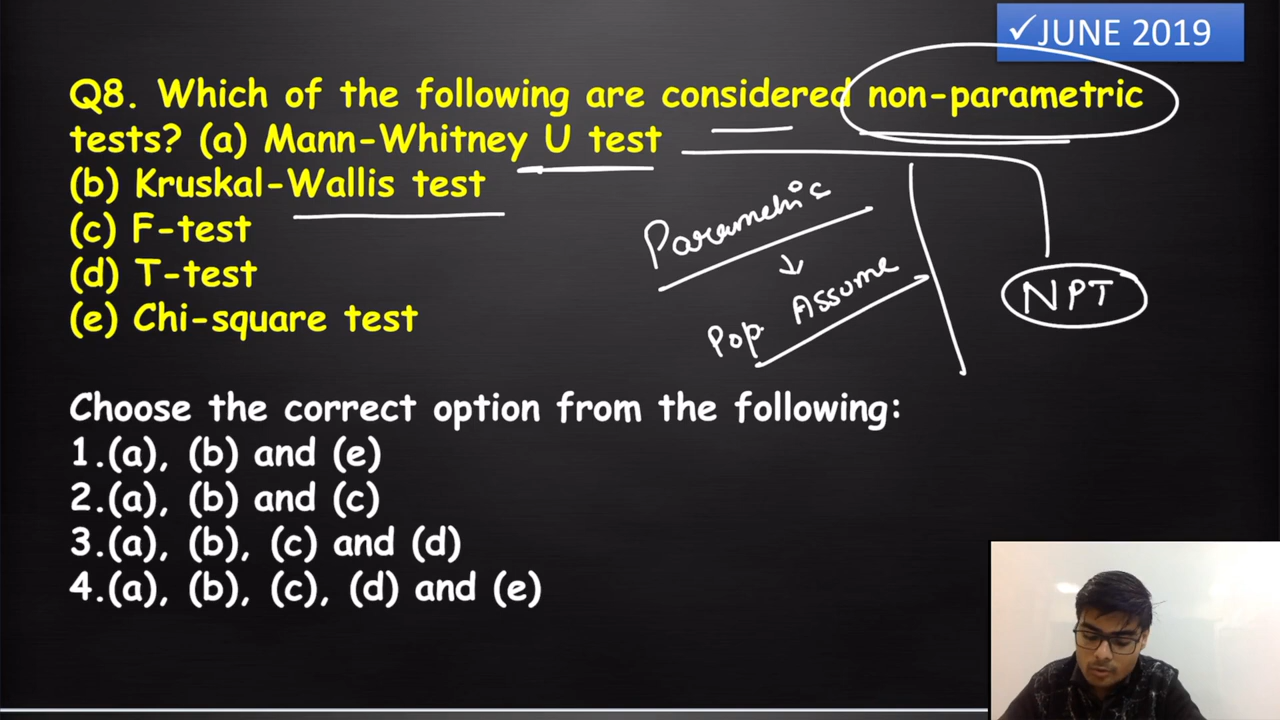 ✓JUNE 2019
Q8. Which of the following are considered non-parametric
tests? (a) Mann-Whitney U test
(b) Kruskal-Wallis test
(c) F-test
(d) T-test
(e) Chi-square test
Parametric
↓
Pop. Assume
NPT
Choose the correct option from the following:
1.(a), (b) and (e)
2.(a), (b) and (c)
3.(a), (b), (c) and (d)
4.(a), (b), (c), (d) and (e)